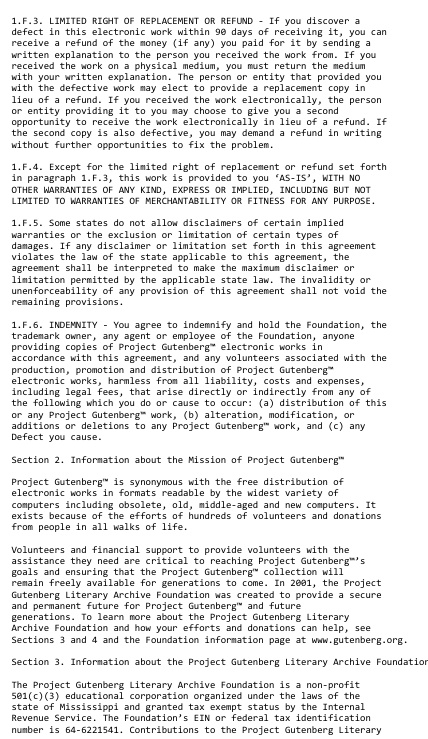 1.F.3. LIMITED RIGHT OF REPLACEMENT OR REFUND - If you discover a
defect in this electronic work within 90 days of receiving it, you can
receive a refund of the money (if any) you paid for it by sending a
written explanation to the person you received the work from. If you
received the work on a physical medium, you must return the medium
with your written explanation. The person or entity that provided you
with the defective work may elect to provide a replacement copy in
lieu of a refund. If you received the work electronically, the person
or entity providing it to you may choose to give you a second
opportunity to receive the work electronically in lieu of a refund. If
the second copy is also defective, you may demand a refund in writing
without further opportunities to fix the problem.

1.F.4. Except for the limited right of replacement or refund set forth
in paragraph 1.F.3, this work is provided to you ‘AS-IS’, WITH NO
OTHER WARRANTIES OF ANY KIND, EXPRESS OR IMPLIED, INCLUDING BUT NOT
LIMITED TO WARRANTIES OF MERCHANTABILITY OR FITNESS FOR ANY PURPOSE.

1.F.5. Some states do not allow disclaimers of certain implied
warranties or the exclusion or limitation of certain types of
damages. If any disclaimer or limitation set forth in this agreement
violates the law of the state applicable to this agreement, the
agreement shall be interpreted to make the maximum disclaimer or
limitation permitted by the applicable state law. The invalidity or
unenforceability of any provision of this agreement shall not void the
remaining provisions.

1.F.6. INDEMNITY - You agree to indemnify and hold the Foundation, the
trademark owner, any agent or employee of the Foundation, anyone
providing copies of Project Gutenberg™ electronic works in
accordance with this agreement, and any volunteers associated with the
production, promotion and distribution of Project Gutenberg™
electronic works, harmless from all liability, costs and expenses,
including legal fees, that arise directly or indirectly from any of
the following which you do or cause to occur: (a) distribution of this
or any Project Gutenberg™ work, (b) alteration, modification, or
additions or deletions to any Project Gutenberg™ work, and (c) any
Defect you cause.

Section 2. Information about the Mission of Project Gutenberg™

Project Gutenberg™ is synonymous with the free distribution of
electronic works in formats readable by the widest variety of
computers including obsolete, old, middle-aged and new computers. It
exists because of the efforts of hundreds of volunteers and donations
from people in all walks of life.

Volunteers and financial support to provide volunteers with the
assistance they need are critical to reaching Project Gutenberg™’s
goals and ensuring that the Project Gutenberg™ collection will
remain freely available for generations to come. In 2001, the Project
Gutenberg Literary Archive Foundation was created to provide a secure
and permanent future for Project Gutenberg™ and future
generations. To learn more about the Project Gutenberg Literary
Archive Foundation and how your efforts and donations can help, see
Sections 3 and 4 and the Foundation information page at www.gutenberg.org.

Section 3. Information about the Project Gutenberg Literary Archive Foundation

The Project Gutenberg Literary Archive Foundation is a non-profit
501(c)(3) educational corporation organized under the laws of the
state of Mississippi and granted tax exempt status by the Internal
Revenue Service. The Foundation’s EIN or federal tax identification
number is 64-6221541. Contributions to the Project Gutenberg Literary